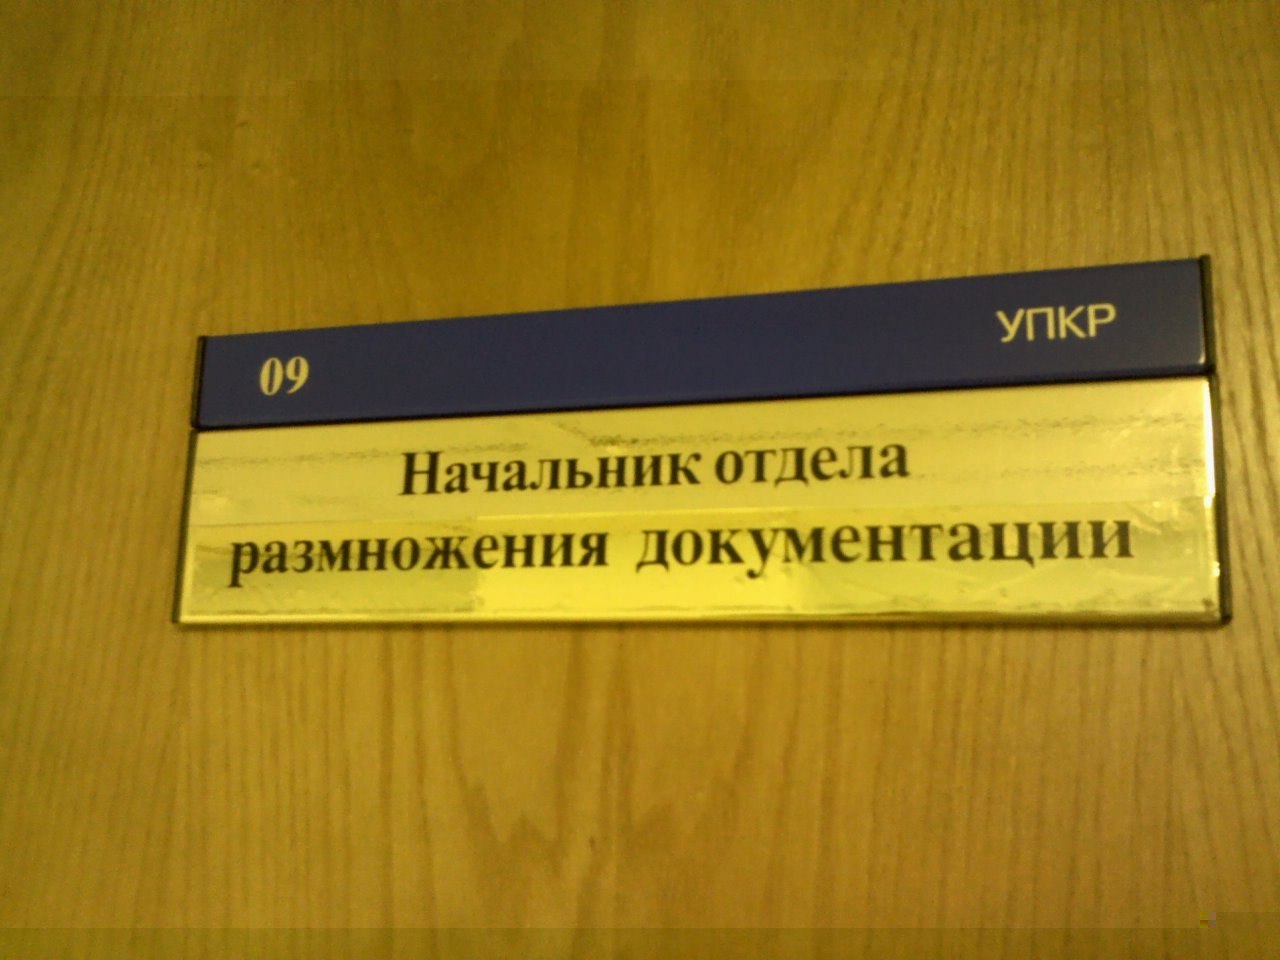 09 УПКР
Начальник отдела
размножения документации